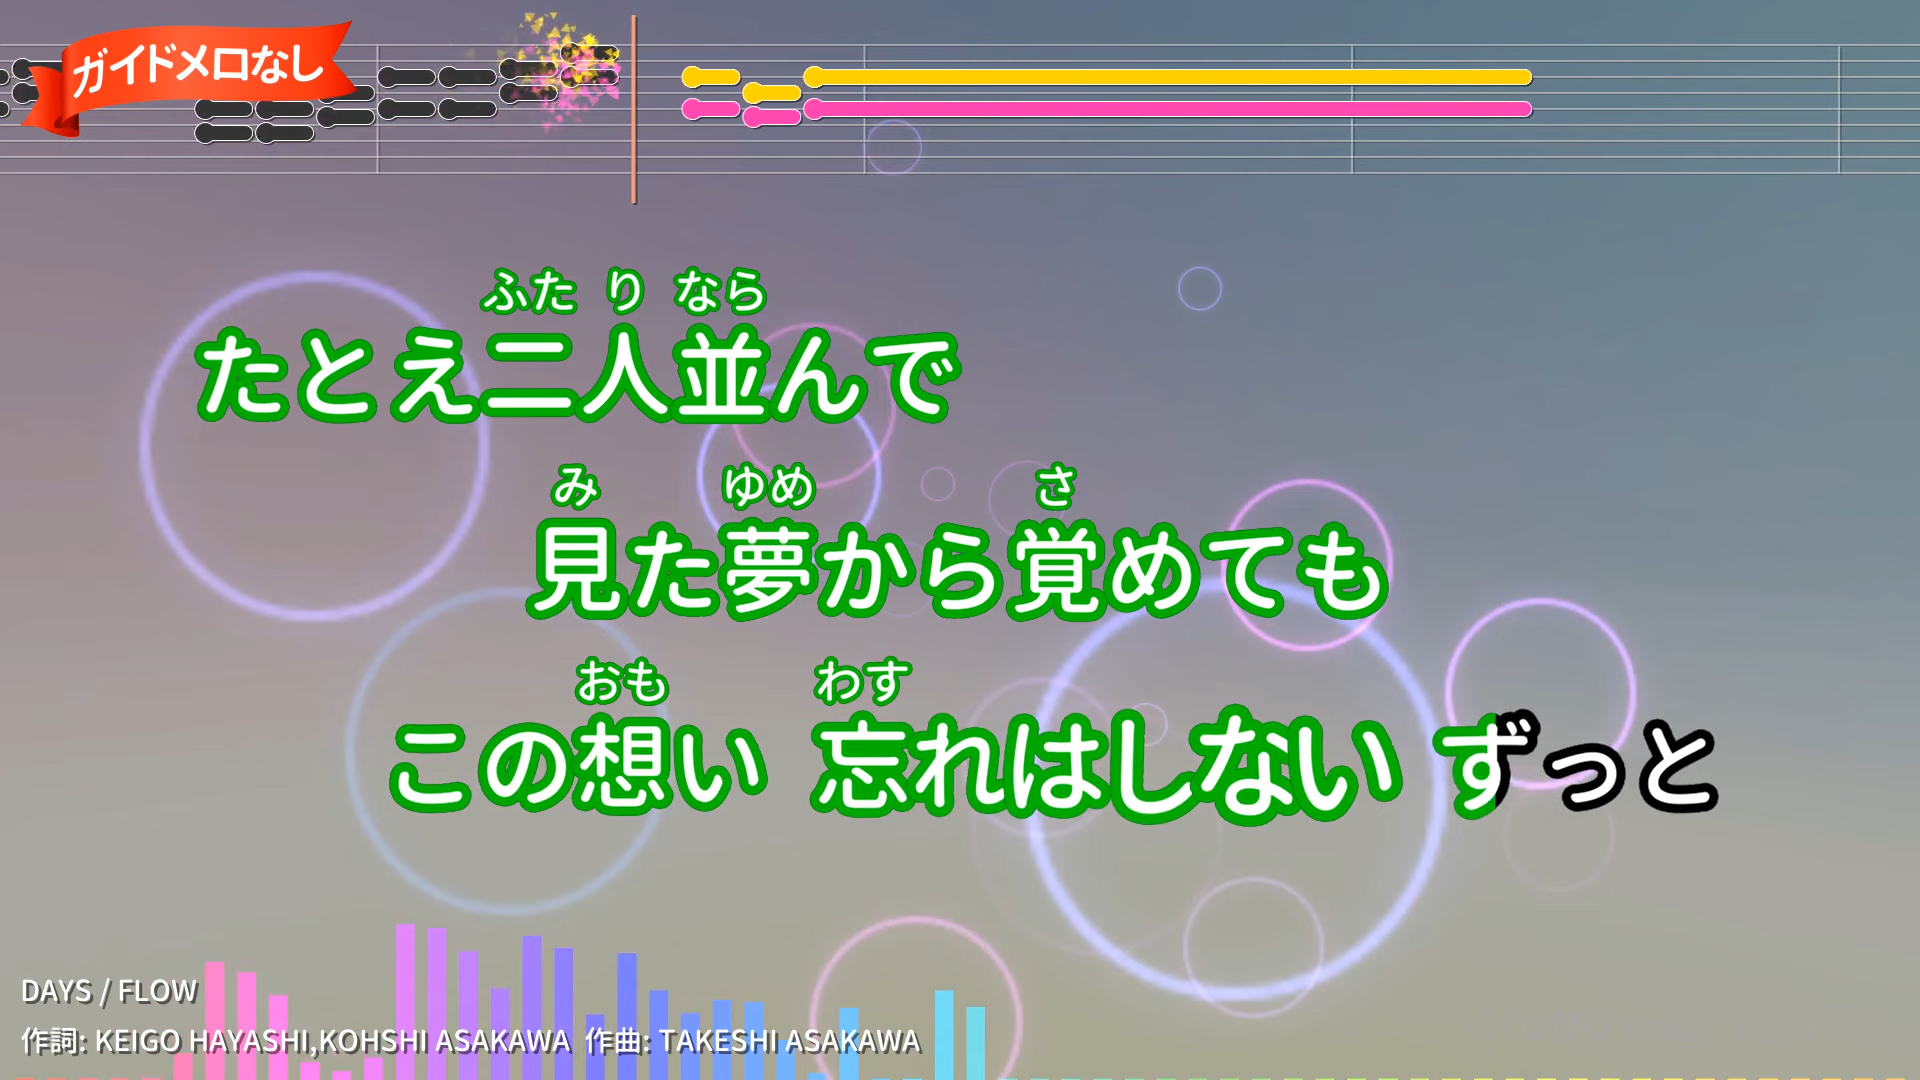 ガイドメロなし
ふたりなら
たとえ二人並んで
み ゆめ さ
見た夢から覚めても
おも わす
この想い 忘れはしない ずっと
DAYS / FLOW
作詞: KEIGO HAYASHI,KOHSHI ASAKAWA 作曲: TAKESHI ASAKAWA